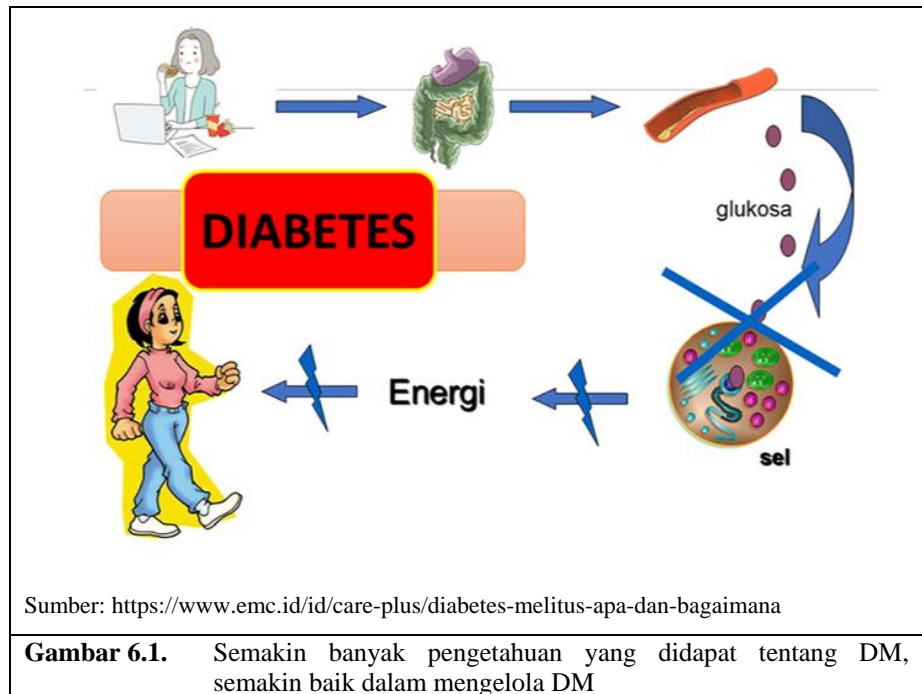 glukosa
DIABETES
Energi
sel
Sumber: https://www.emc.id/id/care-plus/diabetes-melitus-apa-dan-bagaimana
Gambar 6.1. Semakin banyak pengetahuan yang didapat tentang DM,
semakin baik dalam mengelola DM